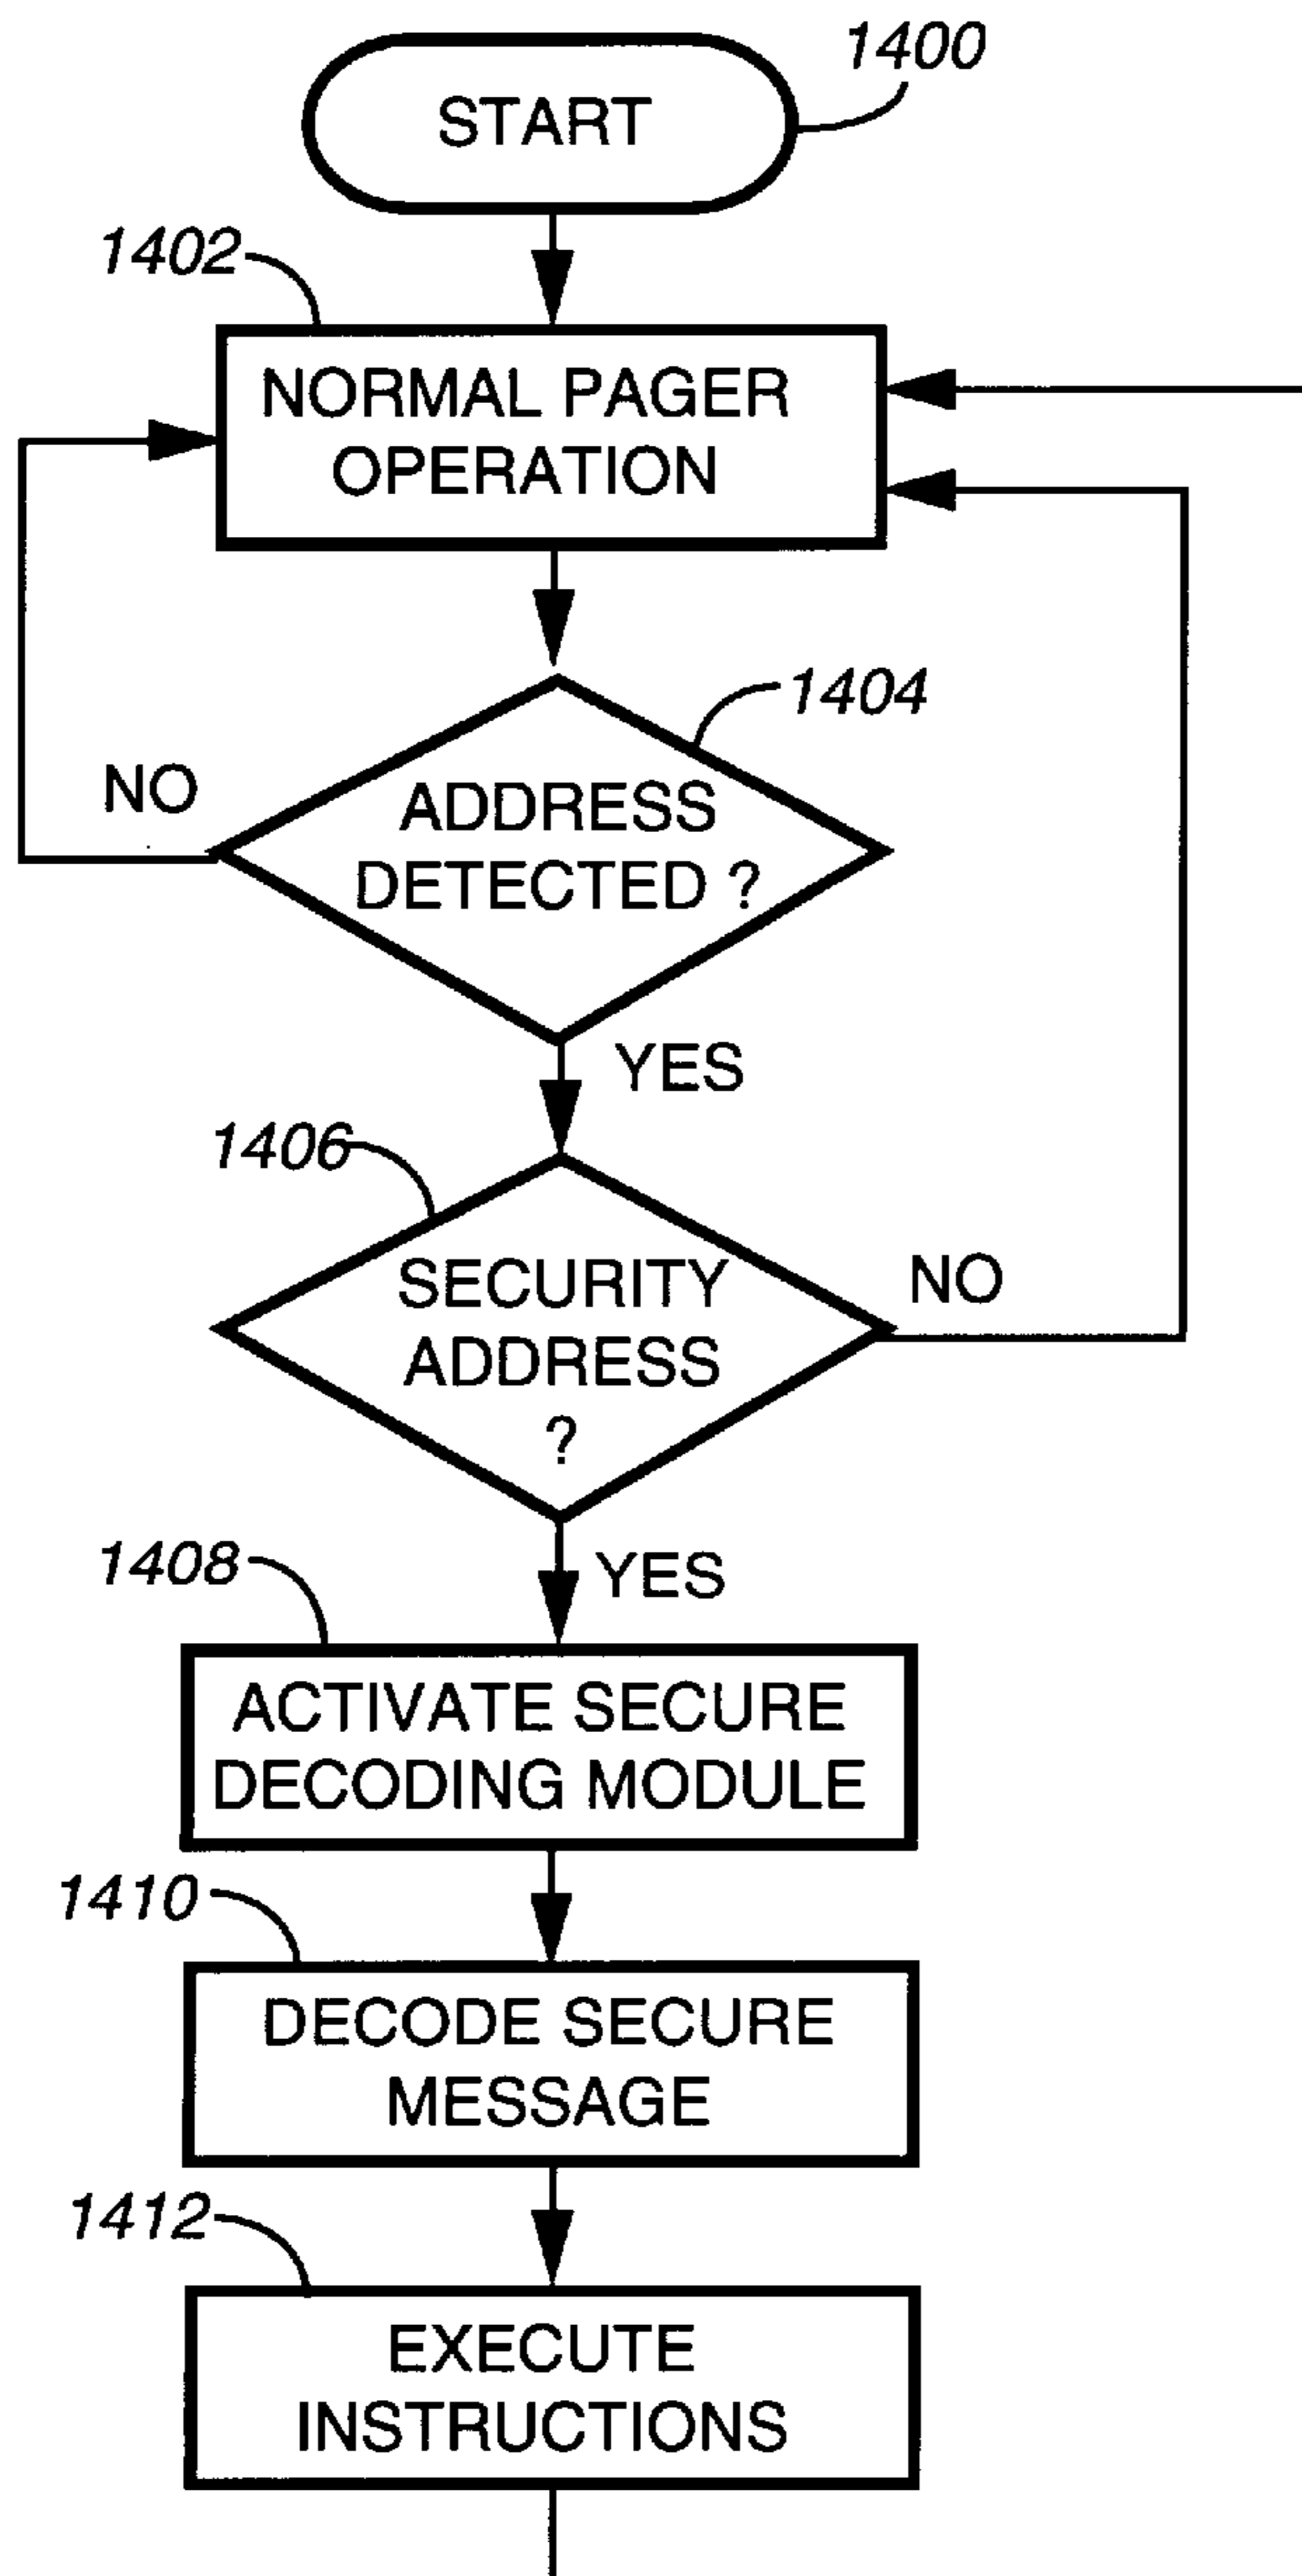 1400
START
1402
NORMAL PAGER
OPERATION
1404
NO
ADDRESS
DETECTED ?
YES
1406
SECURITY
ADDRESS
?
NO
YES
1408
ACTIVATE SECURE
DECODING MODULE
1410
DECODE SECURE
MESSAGE
1412
EXECUTE
INSTRUCTIONS